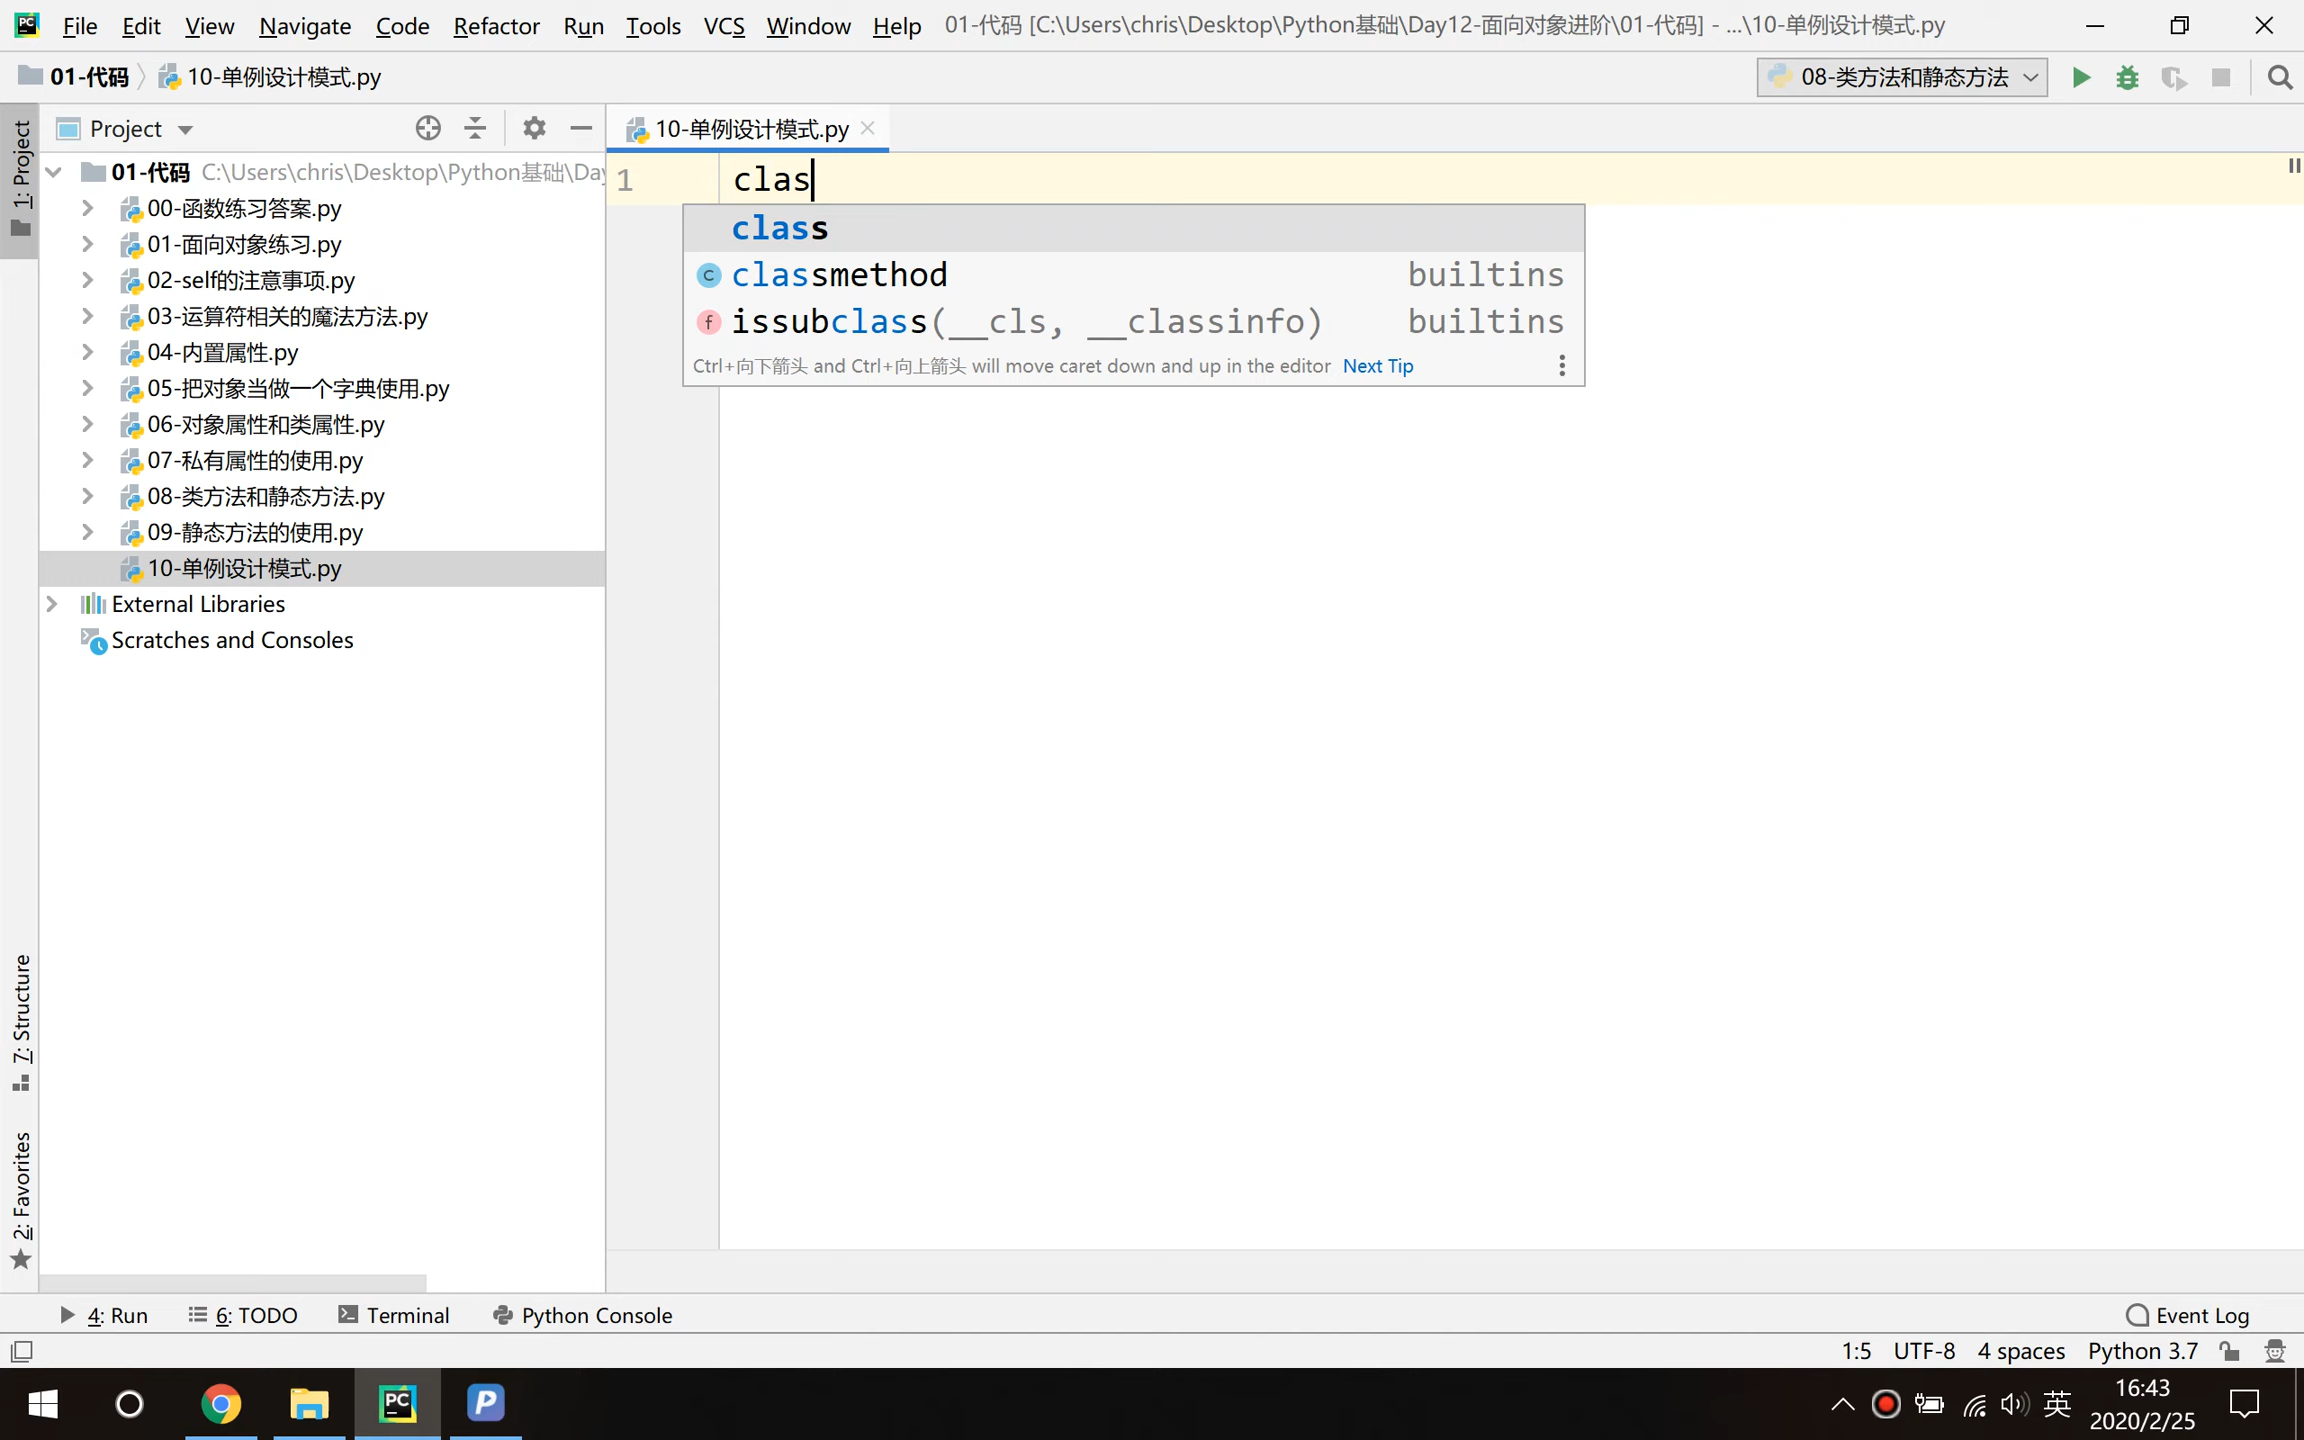 File Edit View Navigate Code Refactor Run Tools VCS Window Help 01-代码 [C:\Users\chris\Desktop\Python基础\Day12-面向对象进阶\01-代码] - ...\10-单例设计模式.py
01-代码 10-单例设计模式.py 08-类方法和静态方法
1: Project
Project
10-单例设计模式.py
01-代码 C:\Users\chris\Desktop\Python基础\Day
00-函数练习答案.py
01-面向对象练习.py
02-self的注意事项.py
03-运算符相关的魔法方法.py
04-内置属性.py
05-把对象当做一个字典使用.py
06-对象属性和类属性.py
07-私有属性的使用.py
08-类方法和静态方法.py
09-静态方法的使用.py
10-单例设计模式.py
External Libraries
Scratches and Consoles
1 clas
class
c classmethod builtins
f issubclass(__cls, __classinfo) builtins
Ctrl+向下箭头 and Ctrl+向上箭头 will move caret down and up in the editor Next Tip
7: Structure
2: Favorites
4: Run 6: TODO Terminal Python Console Event Log
1:5 UTF-8 4 spaces Python 3.7
PC P 英 16:43
2020/2/25